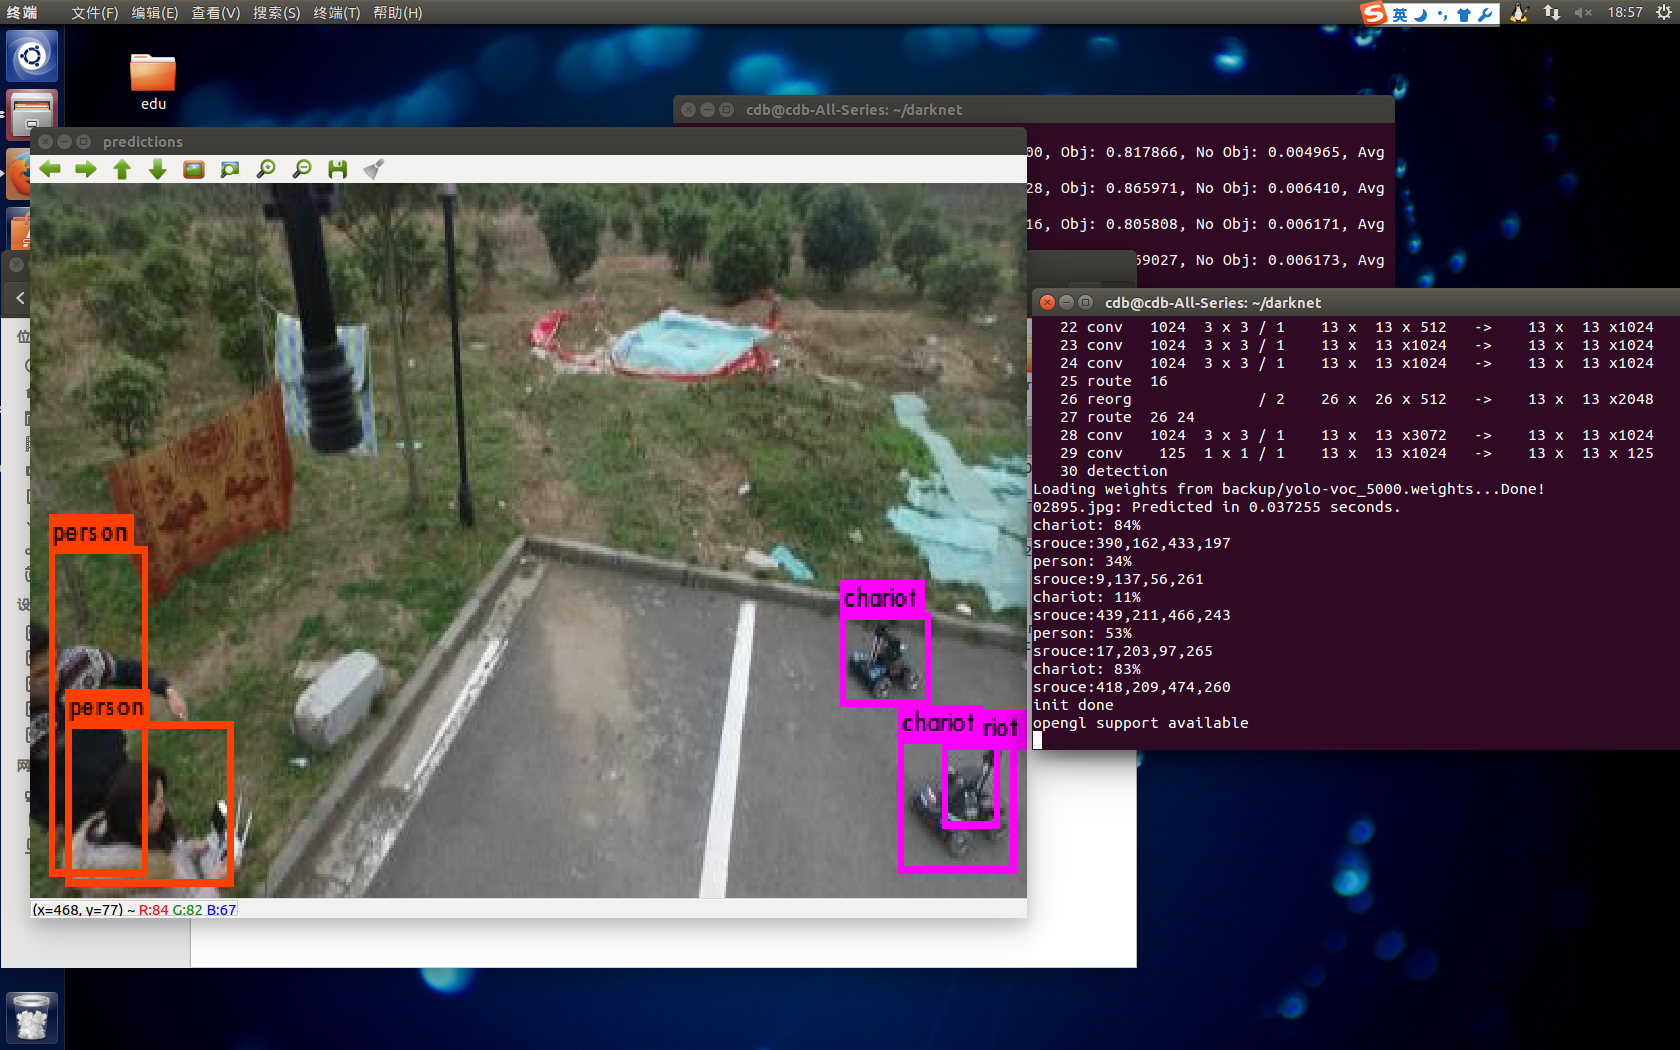 终端 文件(F) 编辑(E) 查看(V) 搜索(S) 终端(T) 帮助(H)
英
18:57
edu
cdb@cdb-All-Series: ~/darknet
00, Obj: 0.817866, No Obj: 0.004965, Avg
28, Obj: 0.865971, No Obj: 0.006410, Avg
16, Obj: 0.805808, No Obj: 0.006171, Avg
69027, No Obj: 0.006173, Avg
predictions
person
person
chariot
chariot
riot
(x=468, y=77) ~ R:84 G:82 B:67
cdb@cdb-All-Series: ~/darknet
22 conv 1024 3 x 3 / 1 13 x 13 x 512 -> 13 x 13 x1024
23 conv 1024 3 x 3 / 1 13 x 13 x1024 -> 13 x 13 x1024
24 conv 1024 3 x 3 / 1 13 x 13 x1024 -> 13 x 13 x1024
25 route 16
26 reorg / 2 26 x 26 x 512 -> 13 x 13 x2048
27 route 26 24
28 conv 1024 3 x 3 / 1 13 x 13 x3072 -> 13 x 13 x1024
29 conv 125 1 x 1 / 1 13 x 13 x1024 -> 13 x 13 x 125
30 detection
Loading weights from backup/yolo-voc_5000.weights...Done!
02895.jpg: Predicted in 0.037255 seconds.
chariot: 84%
srouce:390,162,433,197
person: 34%
srouce:9,137,56,261
chariot: 11%
srouce:439,211,466,243
person: 53%
srouce:17,203,97,265
chariot: 83%
srouce:418,209,474,260
init done
opengl support available